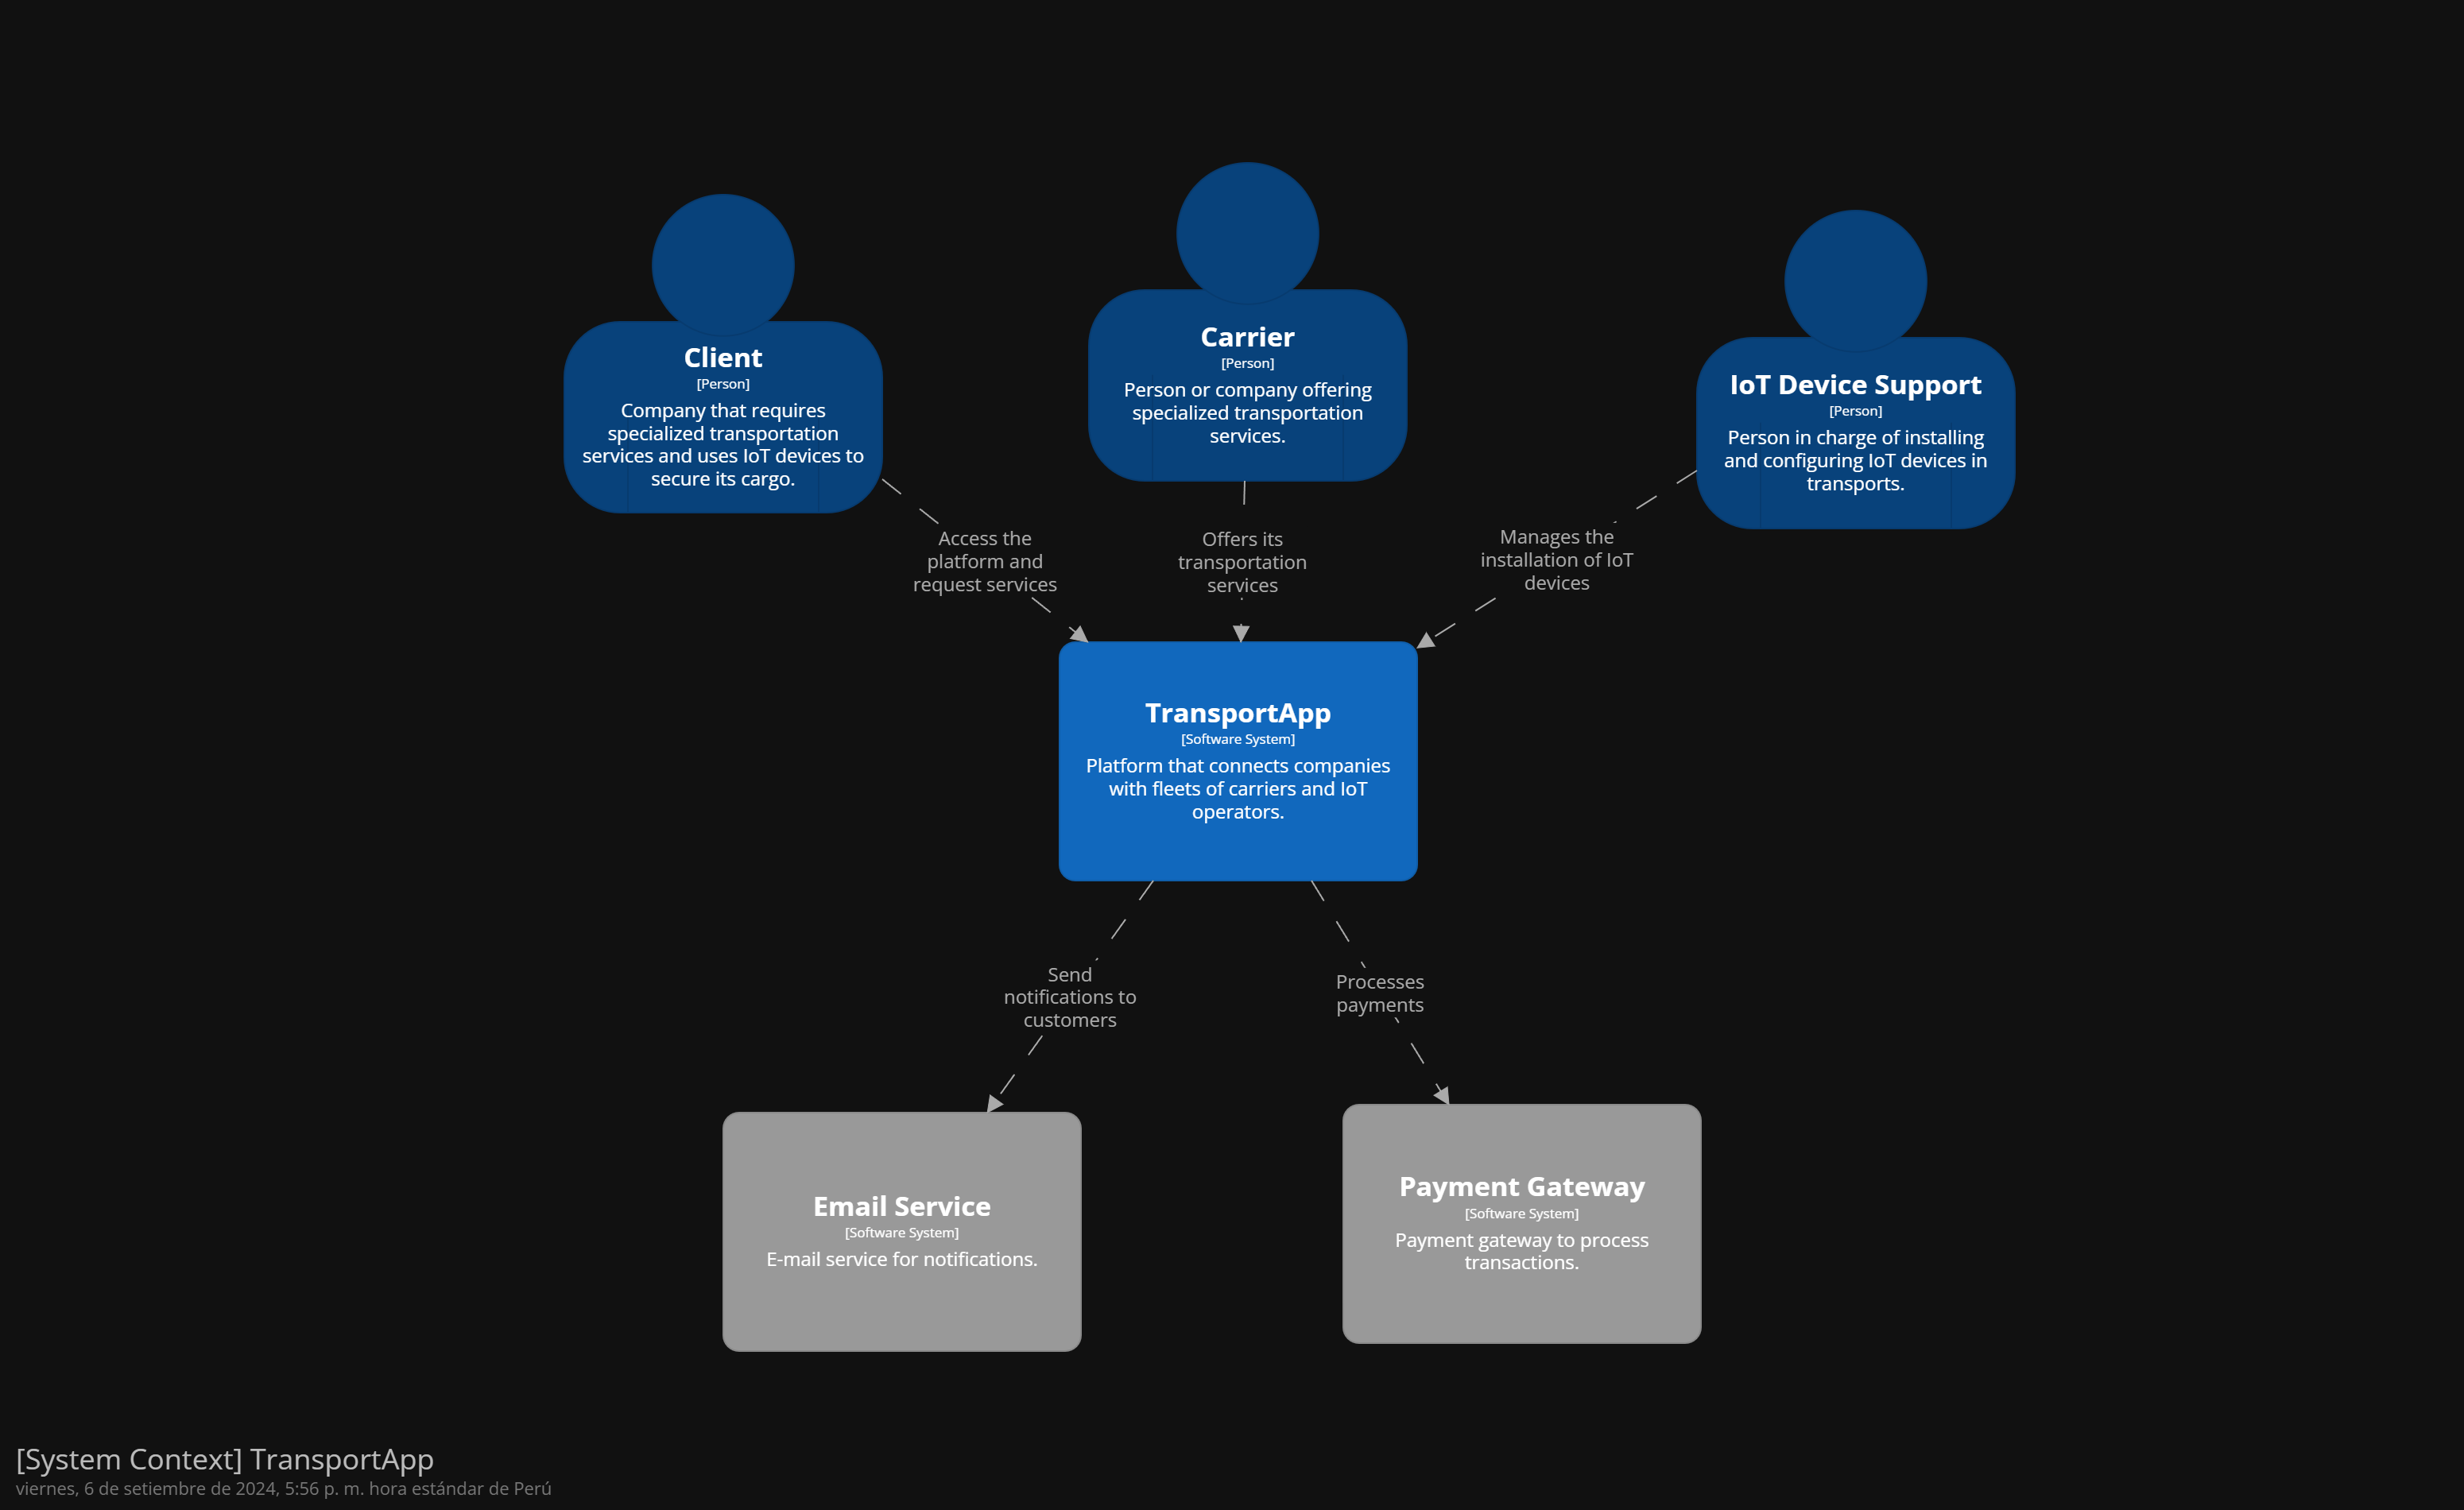 Client
[Person]
Company that requires
specialized transportation
services and uses IoT devices to
secure its cargo.
Carrier
[Person]
Person or company offering
specialized transportation
services.
IoT Device Support
[Person]
Person in charge of installing
and configuring IoT devices in
transports.
Access the
platform and
request services
Offers its
transportation
services
Manages the
installation of IoT
devices
TransportApp
[Software System]
Platform that connects companies
with fleets of carriers and IoT
operators.
Send
notifications to
customers
Processes
payments
Email Service
[Software System]
E-mail service for notifications.
Payment Gateway
[Software System]
Payment gateway to process
transactions.
[System Context] TransportApp
viernes, 6 de setiembre de 2024, 5:56 p. m. hora estándar de Perú